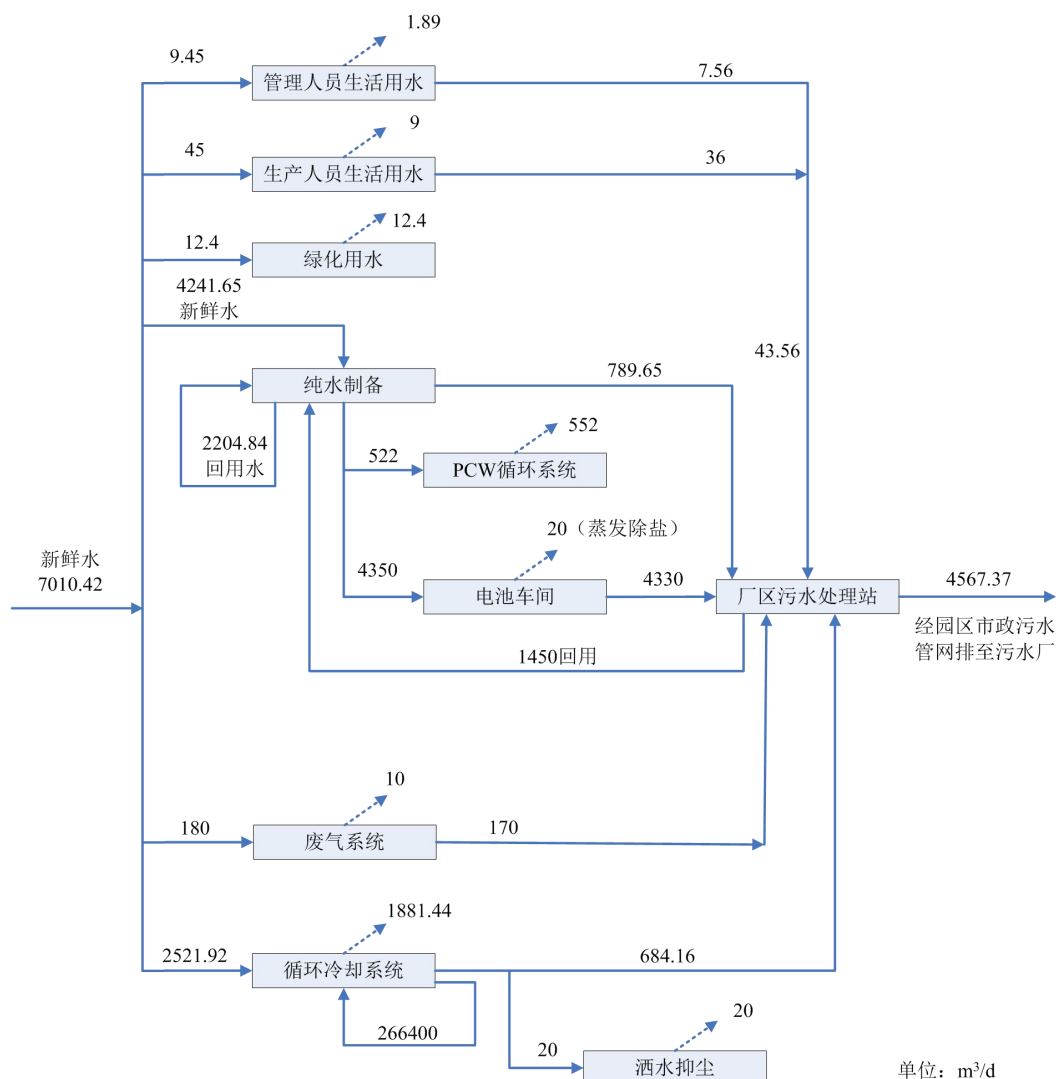 1.89
9.45
管理人员生活用水
7.56
9
45
生产人员生活用水
36
12.4
12.4
绿化用水
4241.65
新鲜水
43.56
纯水制备
789.65
2204.84
回用水
552
522
PCW循环系统
20（蒸发除盐）
新鲜水
7010.42
4350
电池车间
4330
厂区污水处理站
4567.37
经园区市政污水
管网排至污水厂
1450回用
10
180
废气系统
170
1881.44
2521.92
循环冷却系统
684.16
266400
20
20
洒水抑尘
单位：m³/d